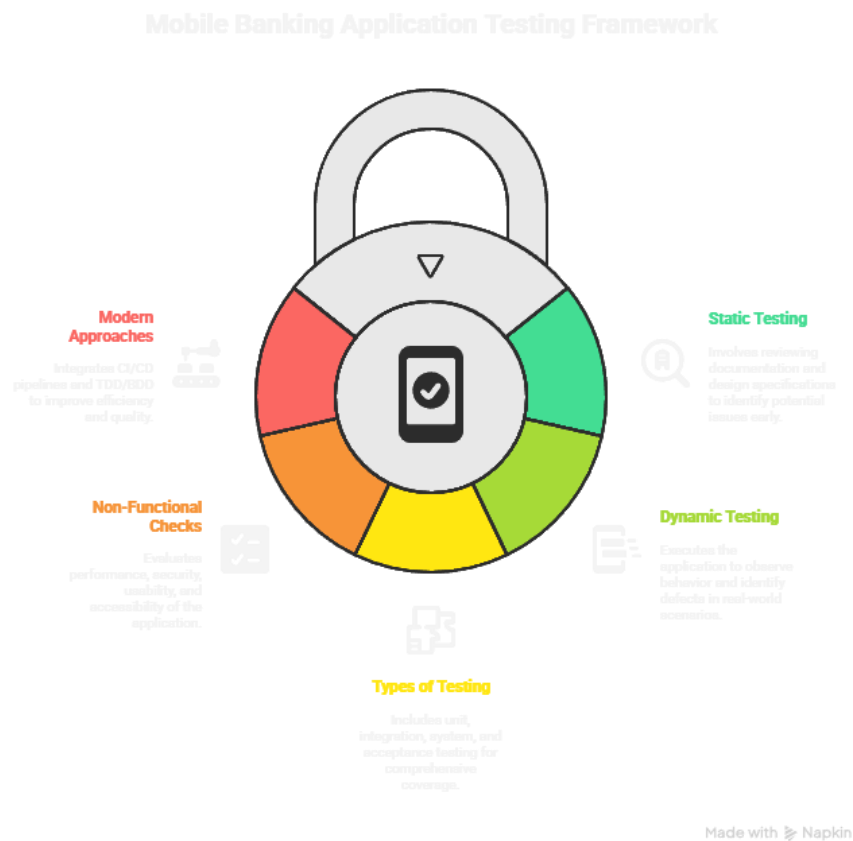 Mobile Banking Application Testing Framework
Modern
Approaches
Integrates CI/CD
pipelines and TDD/BDD
to improve efficiency
and quality.
Static Testing
Involves reviewing
documentation and
design specifications
to identify potential
issues early.
Non-Functional
Checks
Evaluates
performance, security,
usability, and
accessibility of the
application.
Dynamic Testing
Executes the
application to observe
behavior and identify
defects in real-world
scenarios.
Types of Testing
Includes unit,
integration, system, and
acceptance testing for
comprehensive
coverage.
Made with Napkin